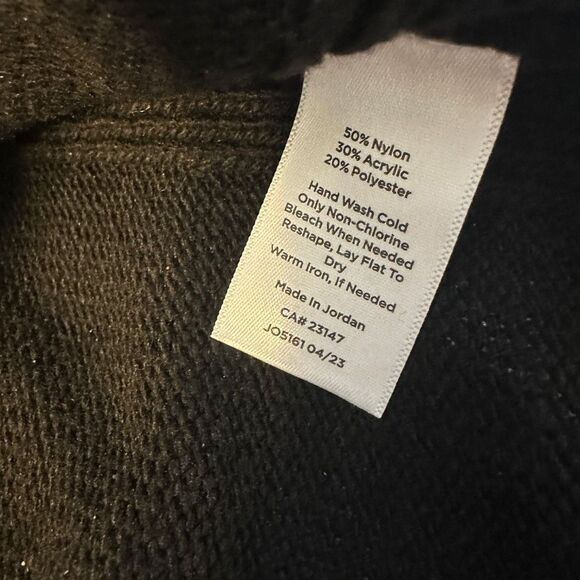 50% Nylon
30% Acrylic
20% Polyester
Hand Wash Cold
Only Non-Chlorine
Bleach When Needed
Reshape, Lay Flat To
Dry
Warm Iron, If Needed
Made In Jordan
CA# 23147
JO5161 04/23